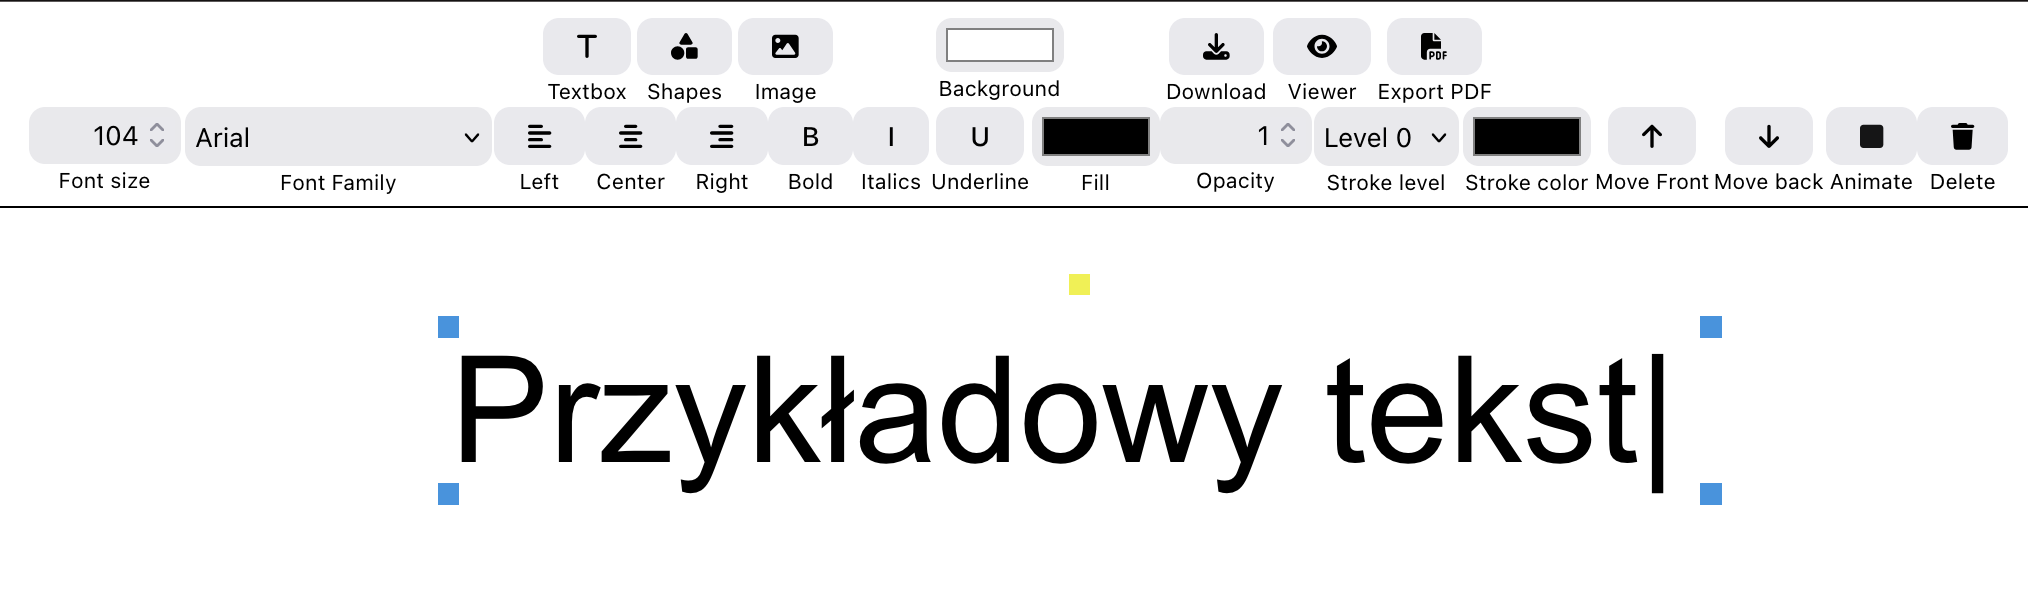 T
Textbox Shapes Image Background Download Viewer PDF Export PDF
104 Arial B I U 1 Level 0
Font size Font Family Left Center Right Bold Italics Underline Fill Opacity Stroke level Stroke color Move Front Move back Animate Delete
Przykładowy tekst